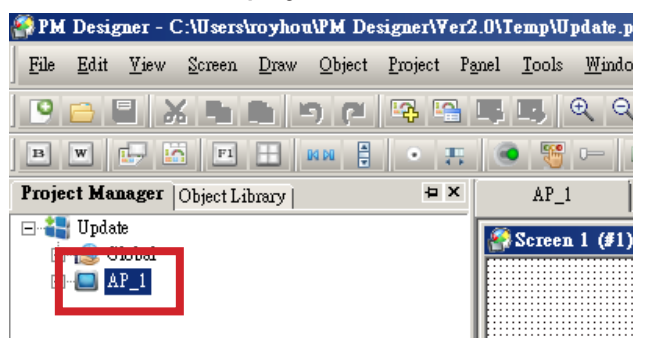 PM Designer - C:\Users\royhou\PM Designer\Ver2.0\Temp\Update.p
File Edit View Screen Draw Object Project Panel Tools Windo
B W F1
Project Manager Object Library AP_1
Update
Screen 1 (#1)
Global
AP_1